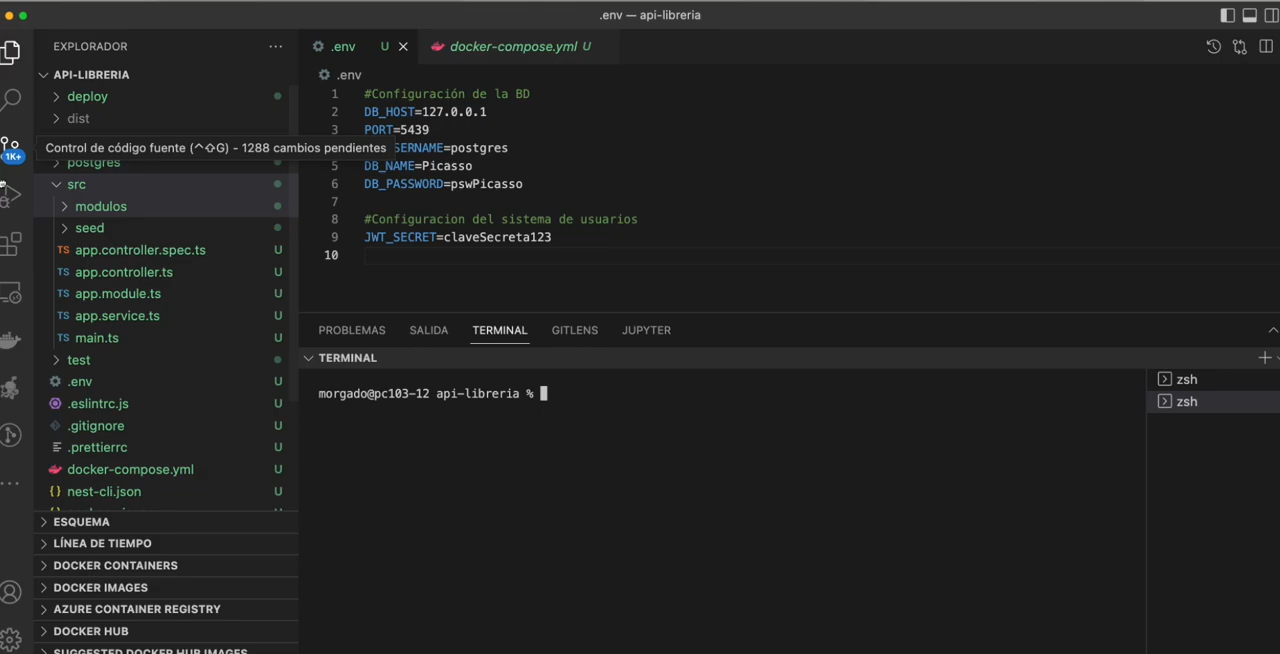 .env — api-libreria
EXPLORADOR
API-LIBRERIA
deploy
dist
Control de código fuente (^⇧G) - 1288 cambios pendientes
1K+
postgres
src
modulos
seed
TS app.controller.spec.ts U
TS app.controller.ts U
TS app.module.ts U
TS app.service.ts U
TS main.ts U
test
.env U
.eslintrc.js U
.gitignore U
.prettierrc U
docker-compose.yml U
{} nest-cli.json U
ESQUEMA
LÍNEA DE TIEMPO
DOCKER CONTAINERS
DOCKER IMAGES
AZURE CONTAINER REGISTRY
DOCKER HUB
SUGGESTED DOCKER HUB IMAGES
.env U
docker-compose.yml U
.env
1 #Configuración de la BD
2 DB_HOST=127.0.0.1
3 PORT=5439
SERNAME=postgres
5 DB_NAME=Picasso
6 DB_PASSWORD=pswPicasso
7
8 #Configuracion del sistema de usuarios
9 JWT_SECRET=claveSecreta123
10
PROBLEMAS SALIDA TERMINAL GITLENS JUPYTER
TERMINAL
morgado@pc103-12 api-libreria %
zsh
zsh